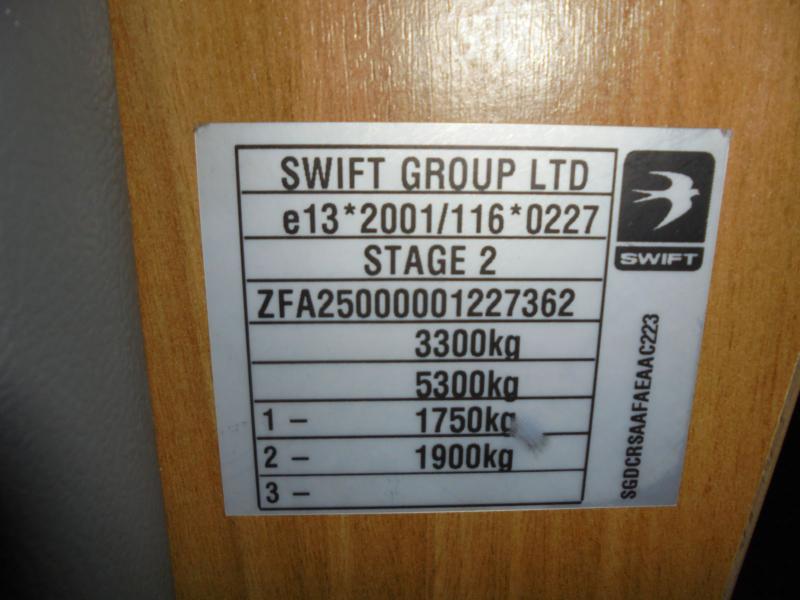 SWIFT GROUP LTD
e13*2001/116*0227
STAGE 2
ZFA25000001227362
3300kg
5300kg
1 - 1750kg
2 - 1900kg
3 -
SWIFT
SGDCRSAAFAEAAC223